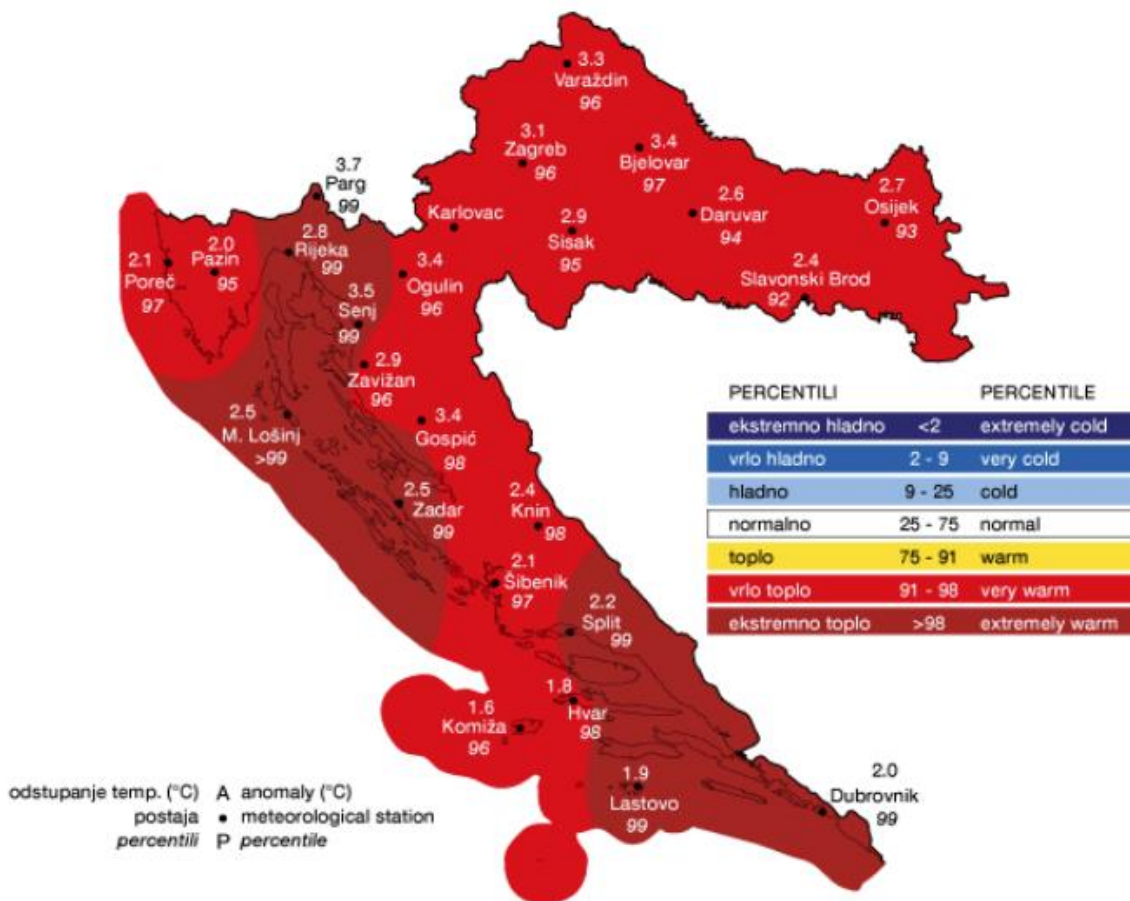 3.3
Varaždin
96
3.1
Zagreb
96
3.4
Bjelovar
97
3.7
Parg
99
2.7
Osijek
93
2.6
Daruvar
94
Karlovac
2.9
Sisak
95
2.8
Rijeka
99
2.0
Pazin
95
2.1
Poreč
97
3.4
Ogulin
96
2.4
Slavonski Brod
92
3.5
Senj
99
2.9
Zavižan
96
2.5
M. Lošinj
>99
3.4
Gospić
98
2.5
Zadar
99
2.4
Knin
98
2.1
Šibenik
97
2.2
Split
99
1.8
Hvar
98
1.6
Komiža
96
1.9
Lastovo
99
2.0
Dubrovnik
99
PERCENTILI PERCENTILE
ekstremno hladno <2 extremely cold
vrlo hladno 2 - 9 very cold
hladno 9 - 25 cold
normalno 25 - 75 normal
toplo 75 - 91 warm
vrlo toplo 91 - 98 very warm
ekstremno toplo >98 extremely warm
odstupanje temp. (°C) A anomaly (°C)
postaja • meteorological station
percentili P percentile